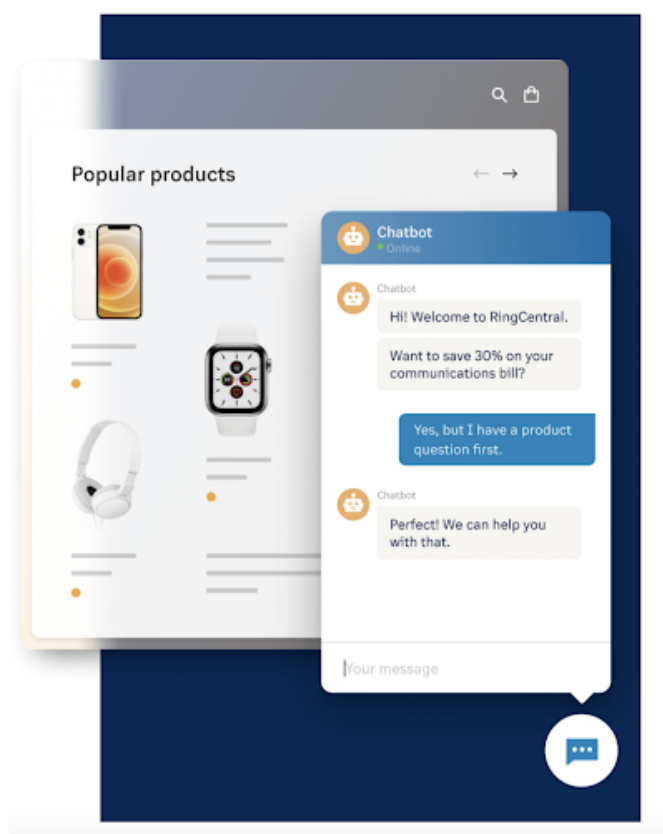 Popular products
Chatbot
Online
Chatbot
Hi! Welcome to RingCentral.
Want to save 30% on your
communications bill?
Yes, but I have a product
question first.
Chatbot
Perfect! We can help you
with that.
Your message